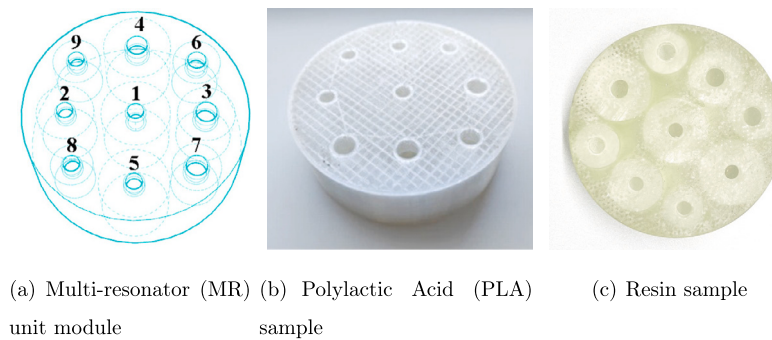 4
9
6
2
1
3
8
5
7
(a) Multi-resonator (MR)
unit module
(b) Polylactic Acid (PLA)
sample
(c) Resin sample